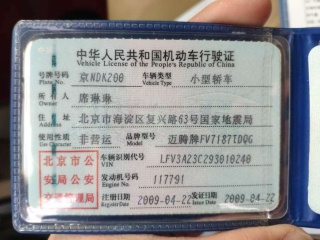 中华人民共和国机动车行驶证
Vehicle License of the People's Republic of China
号牌号码 京NDKZ00 车辆类型 小型轿车
Plate No. Vehicle Type
所有人 席琳琳
Owner
住址 北京市海淀区复兴路63号国家地震局
Address
使用性质 非营运 品牌型号 迈腾牌FV7187TDQG
Use Character Model
北京市公 车辆识别代号 LFV3A23C293010240
VIN
安局公安 发动机号码 117791
Engine No.
交通管理局 注册日期 2009-04-22 发证日期 2009-04-22
Register Date Issue Date